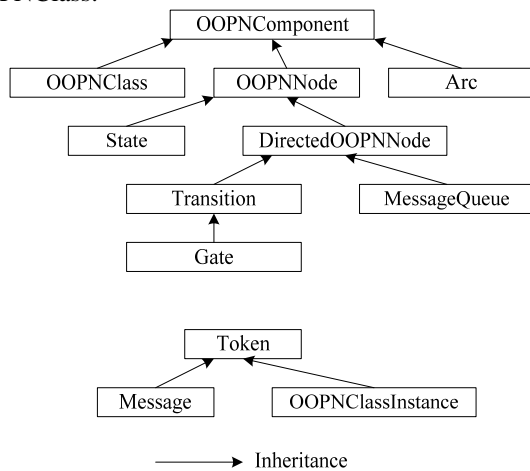 OOPNComponent
OOPNClass OOPNNode Arc
State DirectedOOPNNode
Transition MessageQueue
Gate
Token
Message OOPNClassInstance
Inheritance